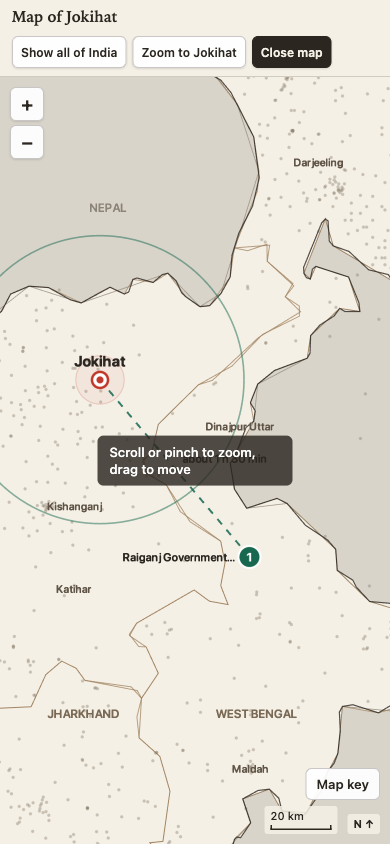 Map of Jokihat
Show all of India
Zoom to Jokihat
Close map
+
−
Darjeeling
NEPAL
Jokihat
Dinajpur Uttar
Scroll or pinch to zoom,
drag to move
Kishanganj
Raiganj Government...
1
Katihar
JHARKHAND
WEST BENGAL
Maldah
Map key
20 km
N ↑